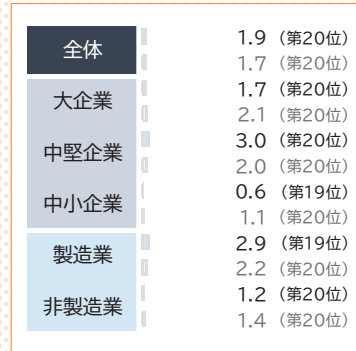 全体 1.9 (第20位)
1.7 (第20位)
大企業 1.7 (第20位)
2.1 (第20位)
中堅企業 3.0 (第20位)
2.0 (第20位)
中小企業 0.6 (第19位)
1.1 (第20位)
製造業 2.9 (第19位)
2.2 (第20位)
非製造業 1.2 (第20位)
1.4 (第20位)